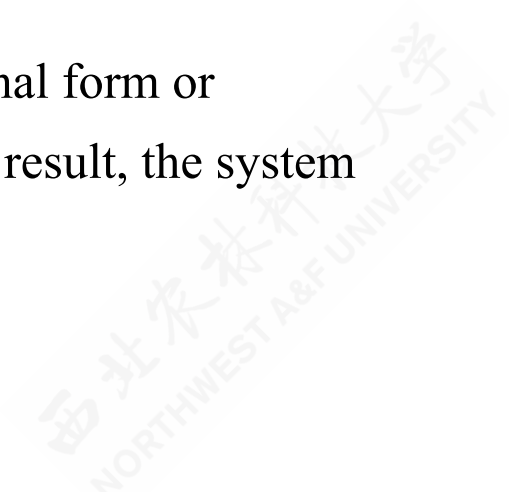 nal form or
result, the system
西北农林科技大学
NORTHWEST A&F UNIVERSITY